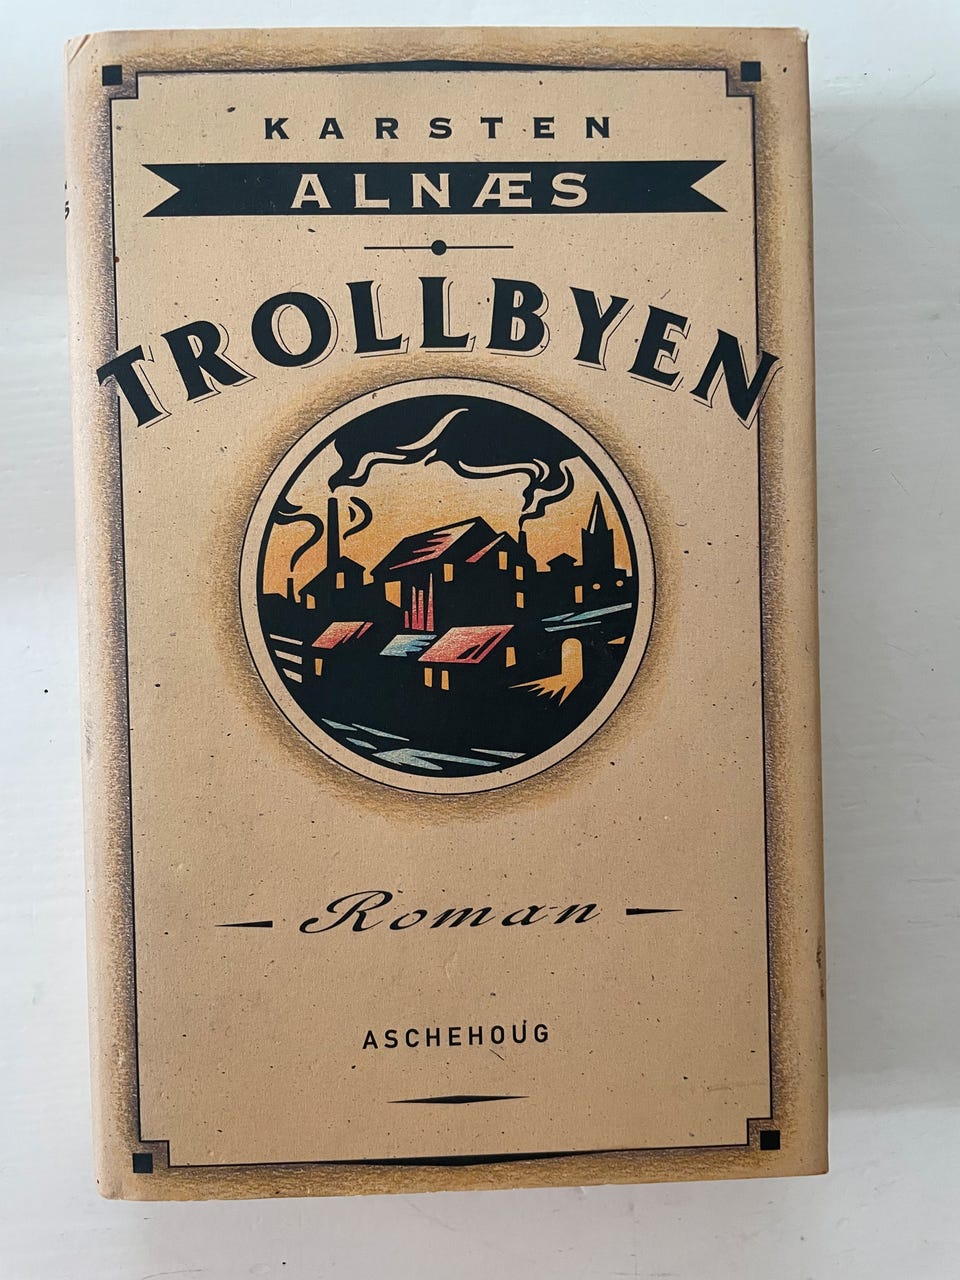 KARSTEN
ALNÆS
TROLLBYEN
Roman
ASCHEHOUG